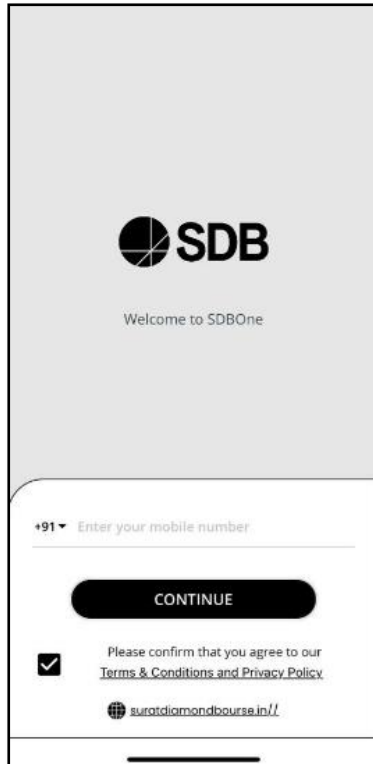 SDB
Welcome to SDBOne
+91 Enter your mobile number
CONTINUE
Please confirm that you agree to our
Terms & Conditions and Privacy Policy
suratdiamondbourse.in//